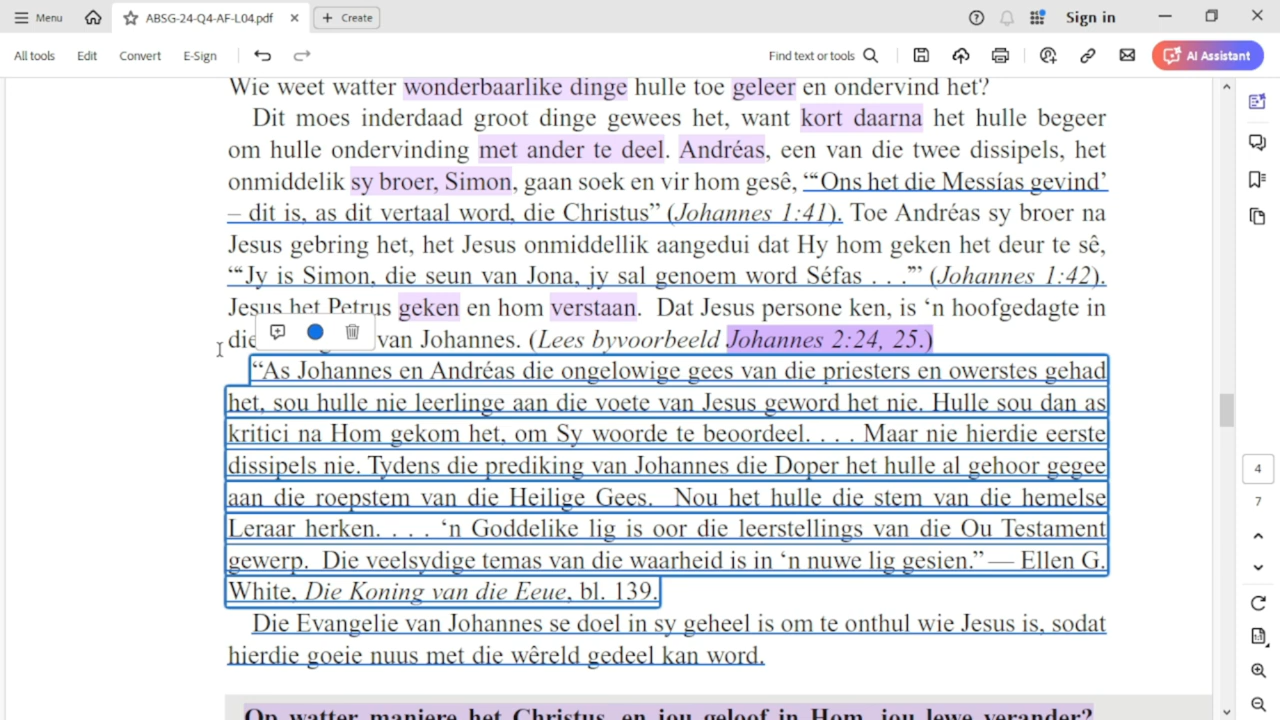 Menu
ABSG-24-Q4-AF-L04.pdf
Create
Sign in
All tools
Edit
Convert
E-Sign
Find text or tools
AI Assistant
Wie weet watter wonderbaarlike dinge hulle toe geleer en ondervind het?
Dit moes inderdaad groot dinge gewees het, want kort daarna het hulle begeer
om hulle ondervinding met ander te deel. Andréas, een van die twee dissipels, het
onmiddelik sy broer, Simon, gaan soek en vir hom gesê, “‘Ons het die Messías gevind’
– dit is, as dit vertaal word, die Christus” (Johannes 1:41). Toe Andréas sy broer na
Jesus gebring het, het Jesus onmiddellik aangedui dat Hy hom geken het deur te sê,
“‘Jy is Simon, die seun van Jona, jy sal genoem word Séfas . . .”’ (Johannes 1:42).
Jesus het Petrus geken en hom verstaan. Dat Jesus persone ken, is ‘n hoofgedagte in
die van Johannes. (Lees byvoorbeeld Johannes 2:24, 25.)
“As Johannes en Andréas die ongelowige gees van die priesters en owerstes gehad
het, sou hulle nie leerlinge aan die voete van Jesus geword het nie. Hulle sou dan as
kritici na Hom gekom het, om Sy woorde te beoordeel. . . . Maar nie hierdie eerste
dissipels nie. Tydens die prediking van Johannes die Doper het hulle al gehoor gegee
aan die roepstem van die Heilige Gees. Nou het hulle die stem van die hemelse
Leraar herken. . . . ‘n Goddelike lig is oor die leerstellings van die Ou Testament
gewerp. Die veelsydige temas van die waarheid is in ‘n nuwe lig gesien.” — Ellen G.
White, Die Koning van die Eeue, bl. 139.
Die Evangelie van Johannes se doel in sy geheel is om te onthul wie Jesus is, sodat
hierdie goeie nuus met die wêreld gedeel kan word.
Op watter maniere het Christus, en jou geloof in Hom, jou lewe verander?
4
7